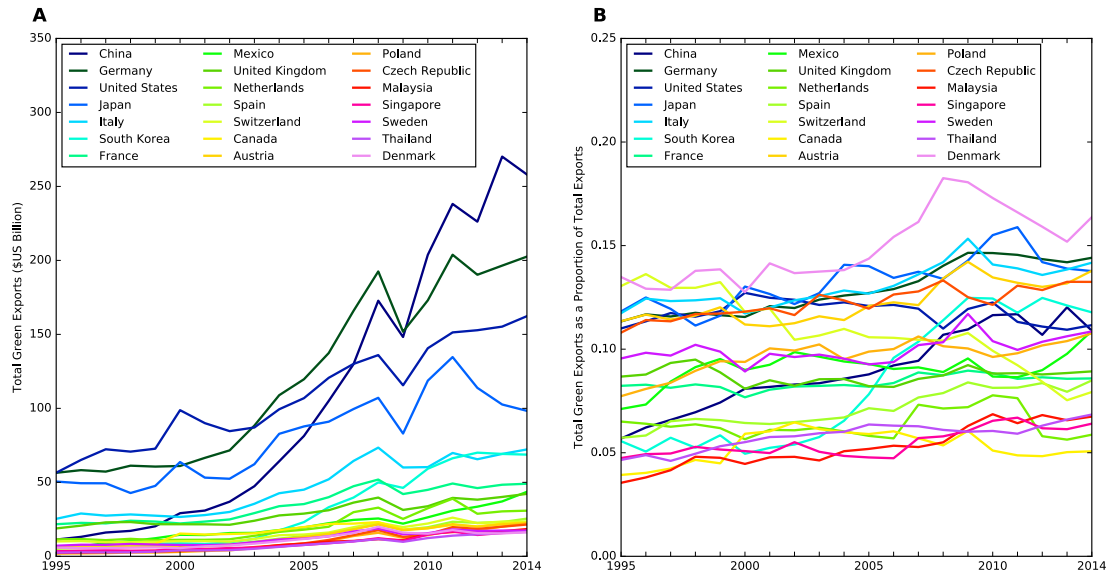 A
Total Green Exports ($US Billion)
350
300
250
200
150
100
50
0
1995
2000
2005
2010
2014
China
Germany
United States
Japan
Italy
South Korea
France
Mexico
United Kingdom
Netherlands
Spain
Switzerland
Canada
Austria
Poland
Czech Republic
Malaysia
Singapore
Sweden
Thailand
Denmark
B
Total Green Exports as a Proportion of Total Exports
0.25
0.20
0.15
0.10
0.05
0.00
1995
2000
2005
2010
2014
China
Germany
United States
Japan
Italy
South Korea
France
Mexico
United Kingdom
Netherlands
Spain
Switzerland
Canada
Austria
Poland
Czech Republic
Malaysia
Singapore
Sweden
Thailand
Denmark